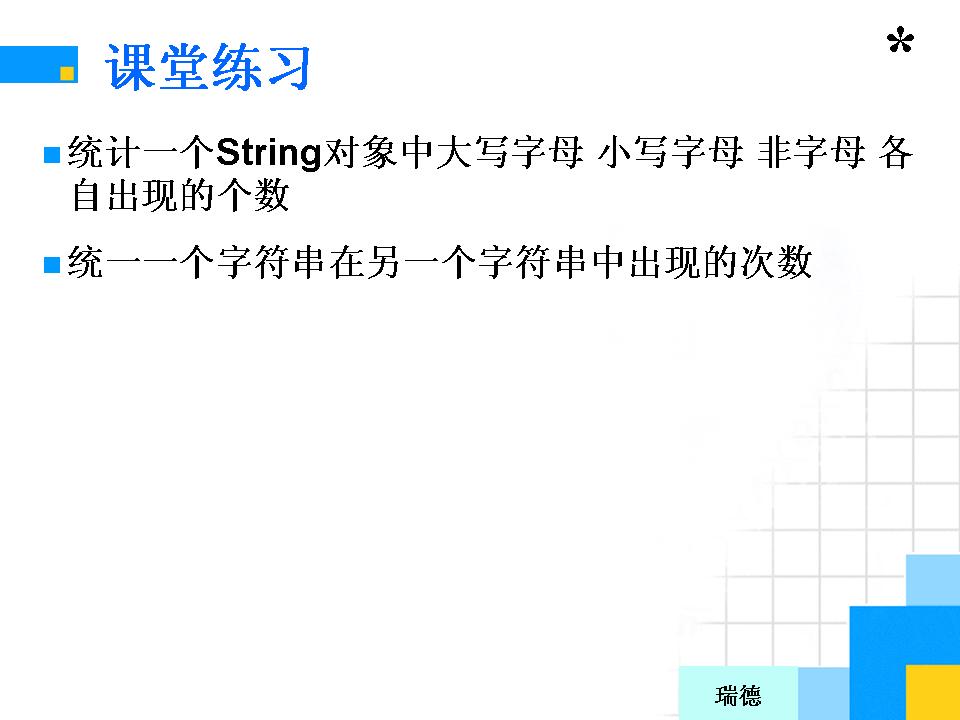 *
课堂练习
统计一个String对象中大写字母 小写字母 非字母 各
自出现的个数
统一一个字符串在另一个字符串中出现的次数
瑞德